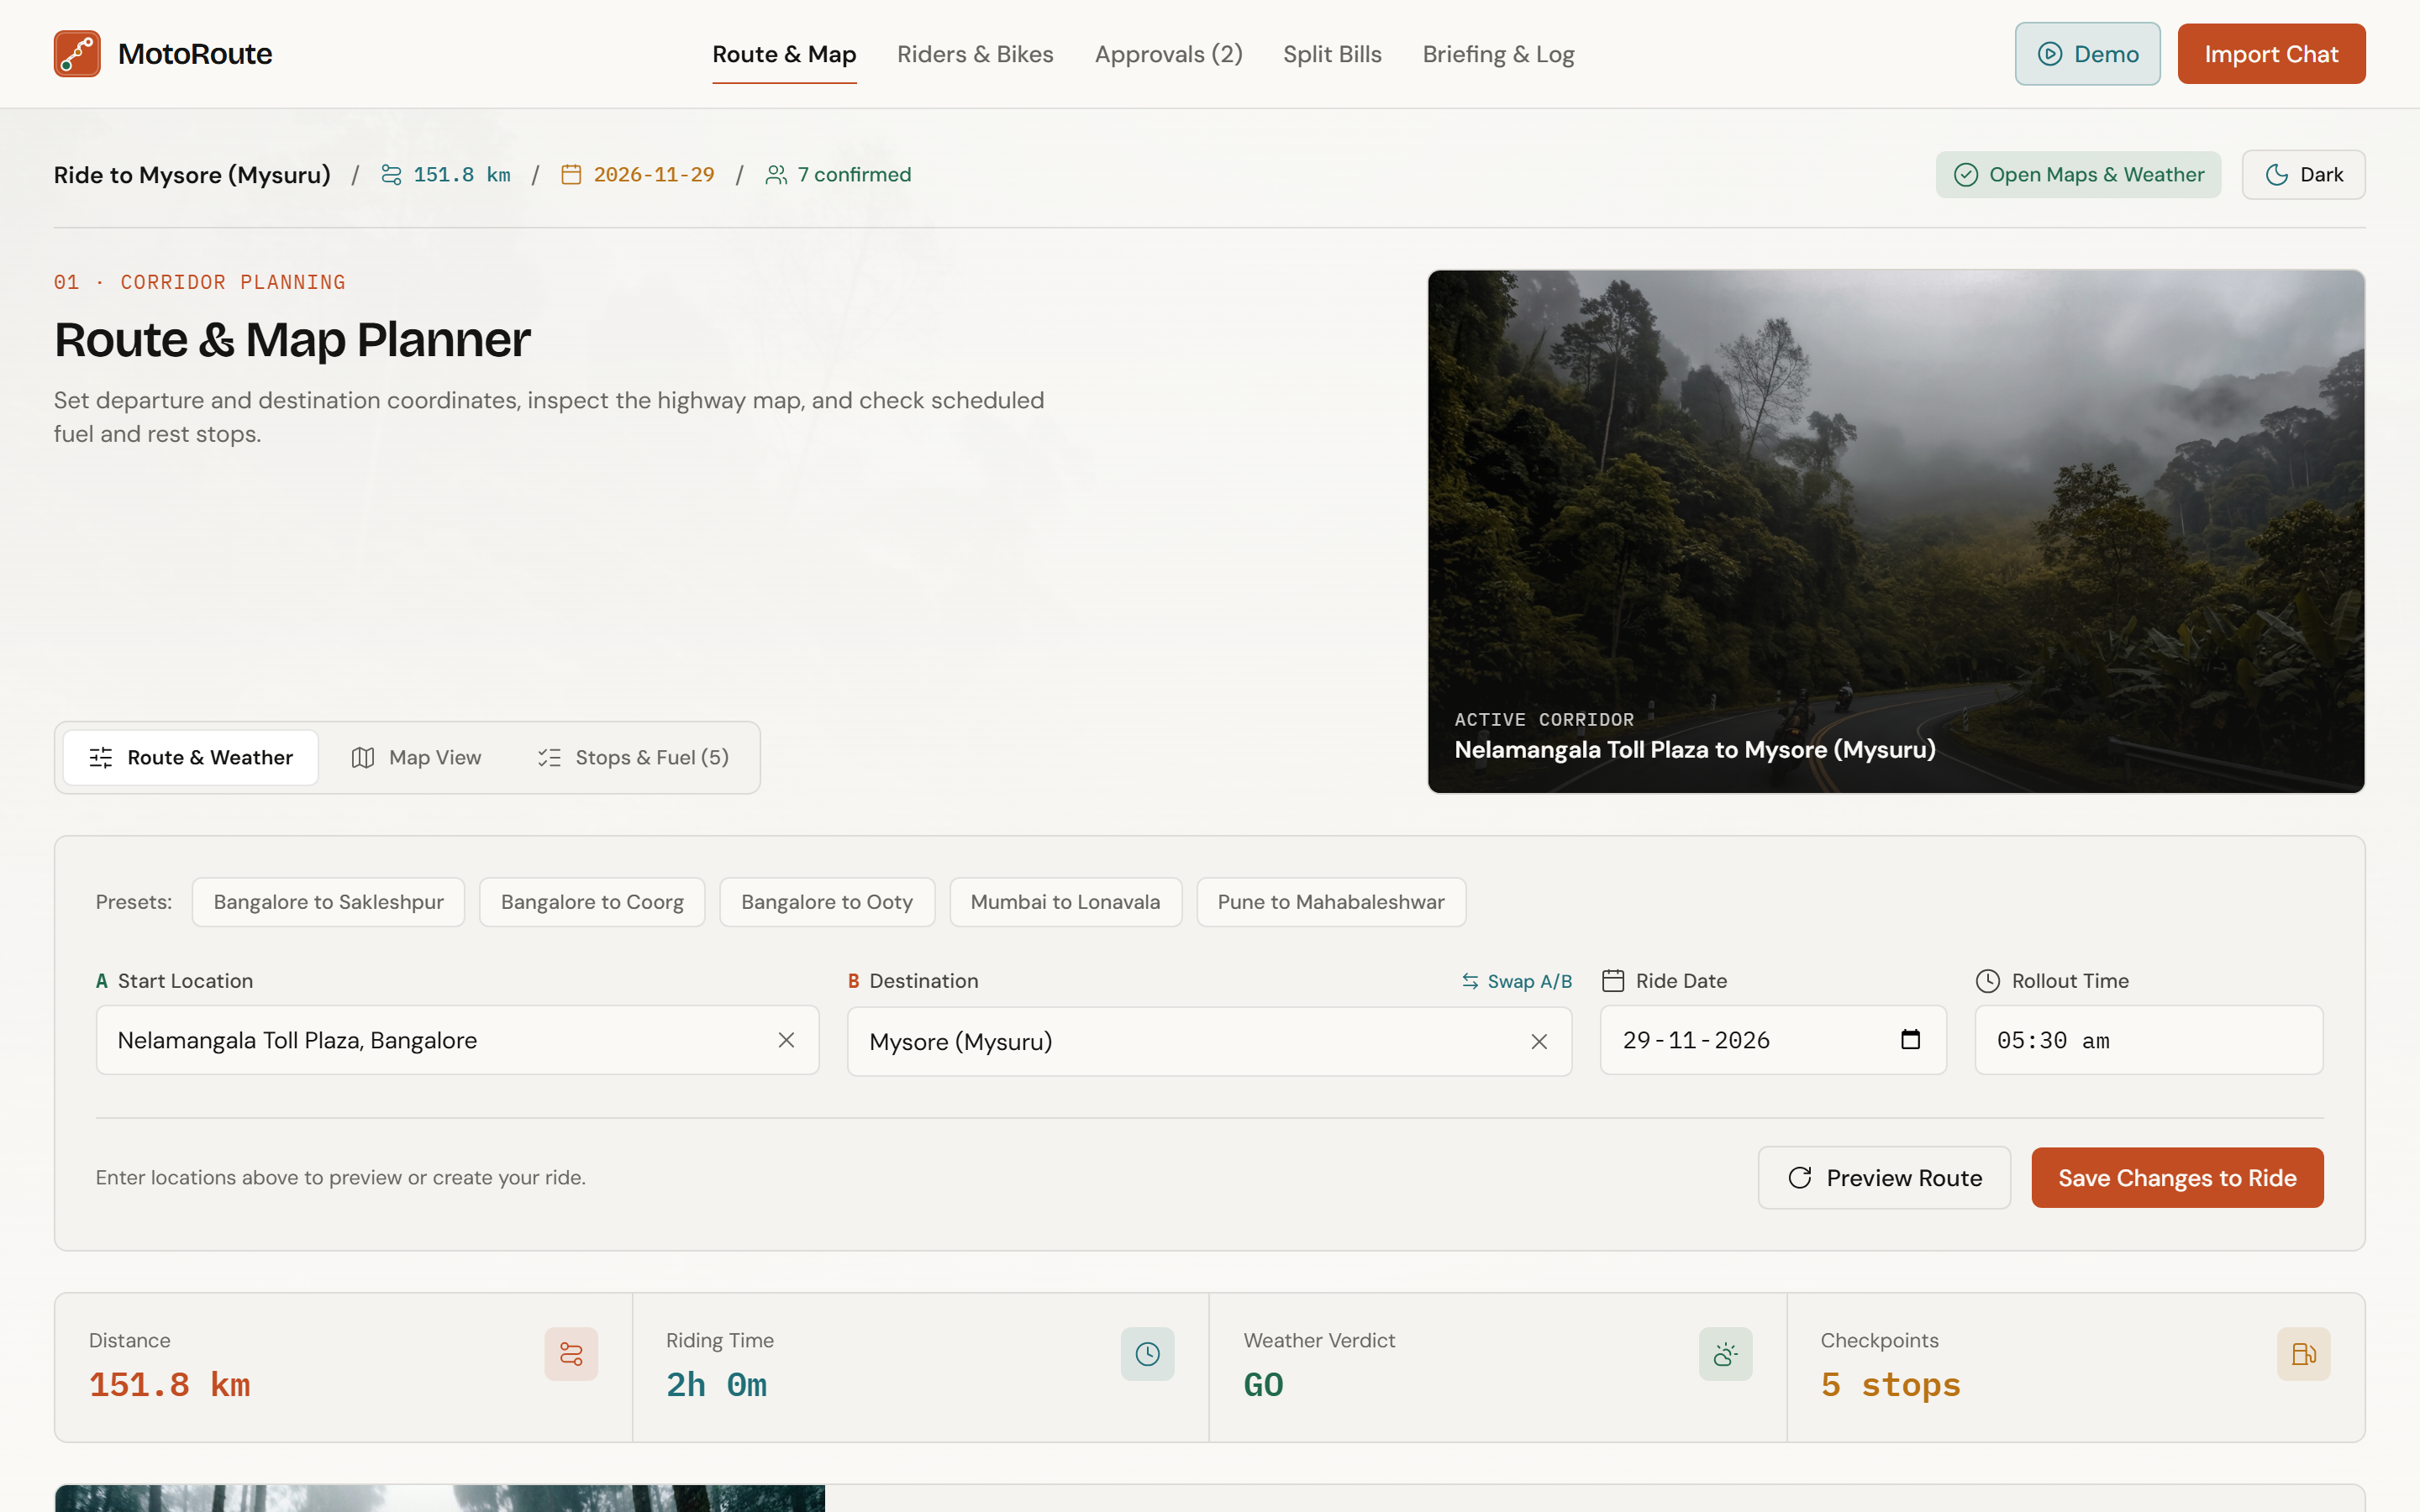 MotoRoute
Route & Map
Riders & Bikes
Approvals (2)
Split Bills
Briefing & Log
Demo
Import Chat
Ride to Mysore (Mysuru) / 151.8 km / 2026-11-29 / 7 confirmed
Open Maps & Weather
Dark
01 · CORRIDOR PLANNING
Route & Map Planner
Set departure and destination coordinates, inspect the highway map, and check scheduled
fuel and rest stops.
ACTIVE CORRIDOR
Nelamangala Toll Plaza to Mysore (Mysuru)
Route & Weather
Map View
Stops & Fuel (5)
Presets:
Bangalore to Sakleshpur
Bangalore to Coorg
Bangalore to Ooty
Mumbai to Lonavala
Pune to Mahabaleshwar
A Start Location
B Destination
Swap A/B
Ride Date
Rollout Time
Nelamangala Toll Plaza, Bangalore
Mysore (Mysuru)
29-11-2026
05:30 am
Enter locations above to preview or create your ride.
Preview Route
Save Changes to Ride
Distance
151.8 km
Riding Time
2h 0m
Weather Verdict
GO
Checkpoints
5 stops